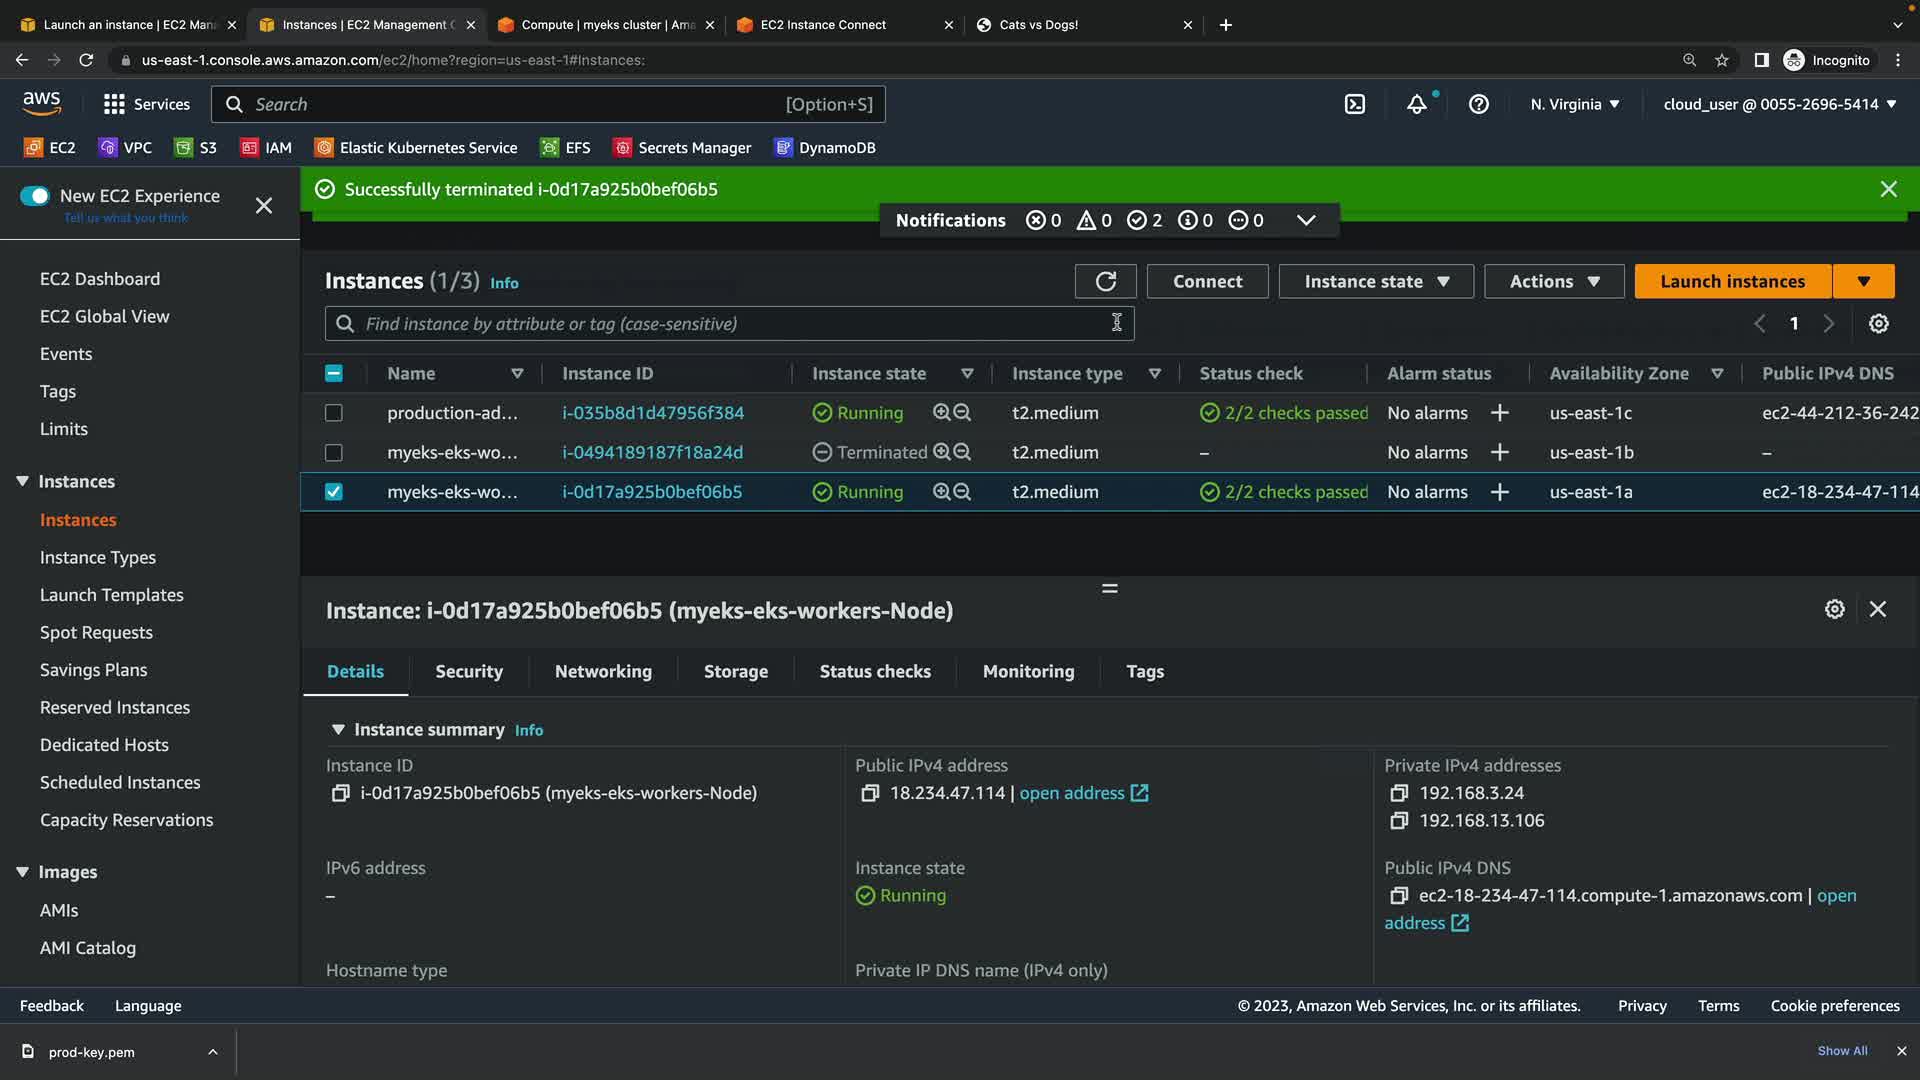 Launch an instance | EC2 Man
Instances | EC2 Management C
Compute | myeks cluster | Ama
EC2 Instance Connect
Cats vs Dogs!
us-east-1.console.aws.amazon.com/ec2/home?region=us-east-1#Instances:
Incognito
aws
Services
Search
[Option+S]
N. Virginia
cloud_user @ 0055-2696-5414
EC2
VPC
S3
IAM
Elastic Kubernetes Service
EFS
Secrets Manager
DynamoDB
New EC2 Experience
Tell us what you think
Successfully terminated i-0d17a925b0bef06b5
Notifications 0 0 2 0 0
EC2 Dashboard
EC2 Global View
Events
Tags
Limits
Instances
Instances
Instance Types
Launch Templates
Spot Requests
Savings Plans
Reserved Instances
Dedicated Hosts
Scheduled Instances
Capacity Reservations
Images
AMIs
AMI Catalog
Instances (1/3) Info
Connect
Instance state
Actions
Launch instances
Find instance by attribute or tag (case-sensitive)
1
Name Instance ID Instance state Instance type Status check Alarm status Availability Zone Public IPv4 DNS
production-ad... i-035b8d1d47956f384 Running t2.medium 2/2 checks passed No alarms + us-east-1c ec2-44-212-36-242
myeks-eks-wo... i-0494189187f18a24d Terminated t2.medium – No alarms + us-east-1b –
myeks-eks-wo... i-0d17a925b0bef06b5 Running t2.medium 2/2 checks passed No alarms + us-east-1a ec2-18-234-47-114
Instance: i-0d17a925b0bef06b5 (myeks-eks-workers-Node)
Details Security Networking Storage Status checks Monitoring Tags
Instance summary Info
Instance ID
i-0d17a925b0bef06b5 (myeks-eks-workers-Node)
Public IPv4 address
18.234.47.114 | open address
Private IPv4 addresses
192.168.3.24
192.168.13.106
IPv6 address
–
Instance state
Running
Public IPv4 DNS
ec2-18-234-47-114.compute-1.amazonaws.com | open
address
Hostname type
Private IP DNS name (IPv4 only)
Feedback
Language
© 2023, Amazon Web Services, Inc. or its affiliates.
Privacy
Terms
Cookie preferences
prod-key.pem
Show All